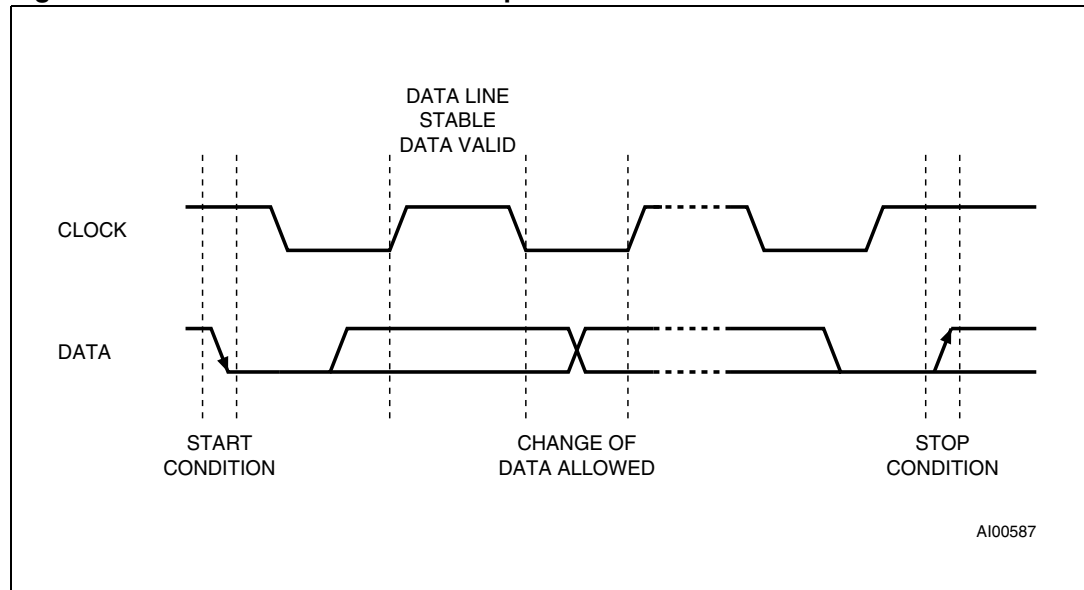 DATA LINE
STABLE
DATA VALID
CLOCK
DATA
START
CONDITION
CHANGE OF
DATA ALLOWED
STOP
CONDITION
AI00587